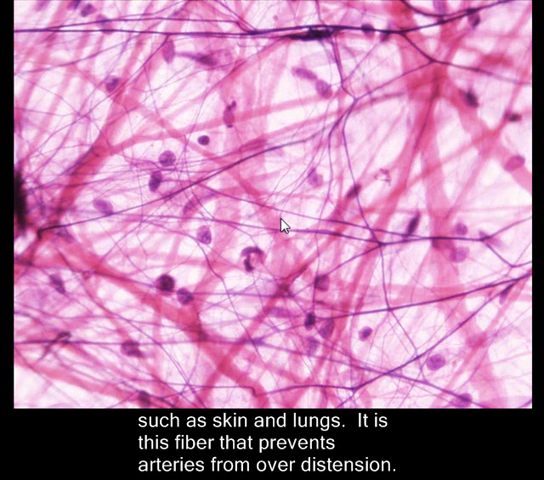 such as skin and lungs.  It is
this fiber that prevents
arteries from over distension.